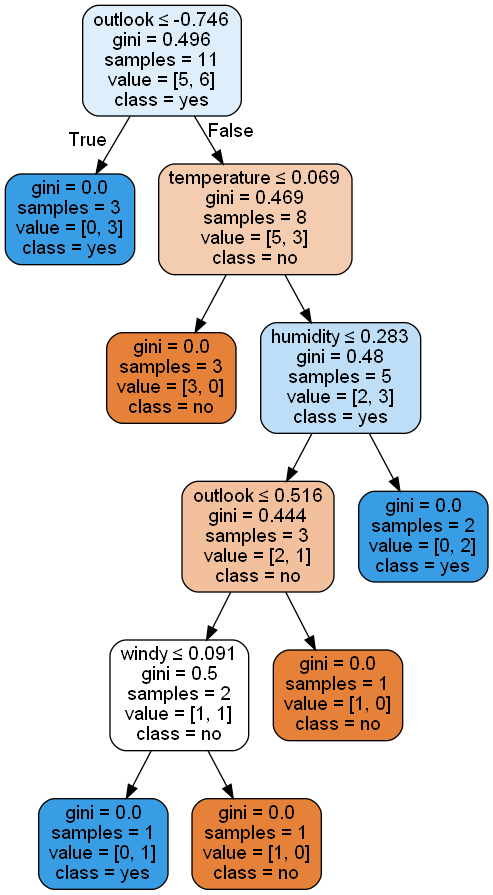 outlook ≤ -0.746
gini = 0.496
samples = 11
value = [5, 6]
class = yes
True
False
gini = 0.0
samples = 3
value = [0, 3]
class = yes
temperature ≤ 0.069
gini = 0.469
samples = 8
value = [5, 3]
class = no
gini = 0.0
samples = 3
value = [3, 0]
class = no
humidity ≤ 0.283
gini = 0.48
samples = 5
value = [2, 3]
class = yes
outlook ≤ 0.516
gini = 0.444
samples = 3
value = [2, 1]
class = no
gini = 0.0
samples = 2
value = [0, 2]
class = yes
windy ≤ 0.091
gini = 0.5
samples = 2
value = [1, 1]
class = no
gini = 0.0
samples = 1
value = [1, 0]
class = no
gini = 0.0
samples = 1
value = [0, 1]
class = yes
gini = 0.0
samples = 1
value = [1, 0]
class = no